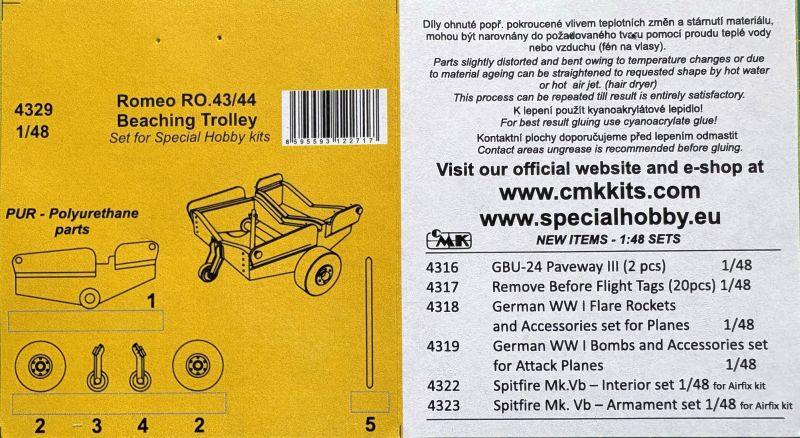 4329
1/48
Romeo RO.43/44
Beaching Trolley
Set for Special Hobby kits
8 595593 122717
PUR - Polyurethane
parts
1
2
3
4
2
5
Díly ohnuté popř. pokroucené vlivem teplotních změn a stárnutí materiálu,
mohou být narovnány do požadovaného tvaru pomocí proudu teplé vody
nebo vzduchu (fén na vlasy).
Parts slightly distorted and bent owing to temperature changes or due
to material ageing can be straightened to requested shape by hot water
or hot air jet. (hair dryer)
This process can be repeated till result is entirely satisfactory.
K lepení použít kyanoakrylátové lepidlo!
For best result gluing use cyanoacrylate glue!
Kontaktní plochy doporučujeme před lepením odmastit
Contact areas ungrease is recommended before gluing.
Visit our official website and e-shop at
www.cmkkits.com
www.specialhobby.eu
CMK NEW ITEMS - 1:48 SETS
4316 GBU-24 Paveway III (2 pcs) 1/48
4317 Remove Before Flight Tags (20pcs) 1/48
4318 German WW I Flare Rockets
and Accessories set for Planes 1/48
4319 German WW I Bombs and Accessories set
for Attack Planes 1/48
4322 Spitfire Mk.Vb – Interior set 1/48 for Airfix kit
4323 Spitfire Mk. Vb – Armament set 1/48 for Airfix kit